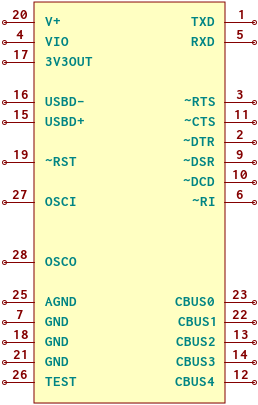 20 V+ TXD 1
4 VIO RXD 5
17 3V3OUT
16 USBD- ~RTS 3
15 USBD+ ~CTS 11
~DTR 2
19 ~RST ~DSR 9
~DCD 10
27 OSCI ~RI 6
28 OSCO
25 AGND CBUS0 23
7 GND CBUS1 22
18 GND CBUS2 13
21 GND CBUS3 14
26 TEST CBUS4 12